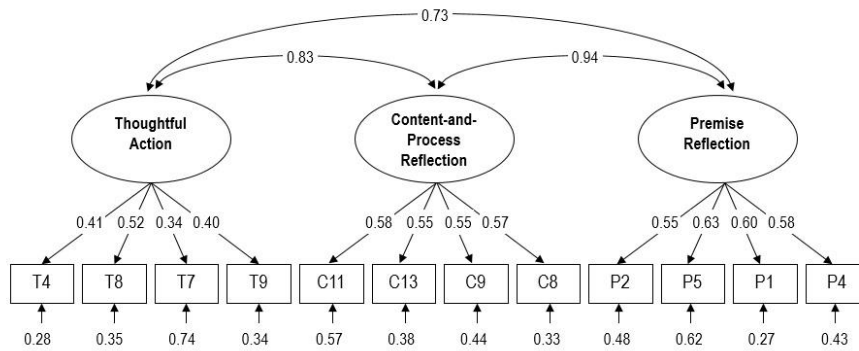 0.73
0.83 0.94
Thoughtful
Action
Content-and-
Process
Reflection
Premise
Reflection
0.41 0.52 0.34 0.40 0.58 0.55 0.55 0.57 0.55 0.63 0.60 0.58
T4 T8 T7 T9 C11 C13 C9 C8 P2 P5 P1 P4
0.28 0.35 0.74 0.34 0.57 0.38 0.44 0.33 0.48 0.62 0.27 0.43